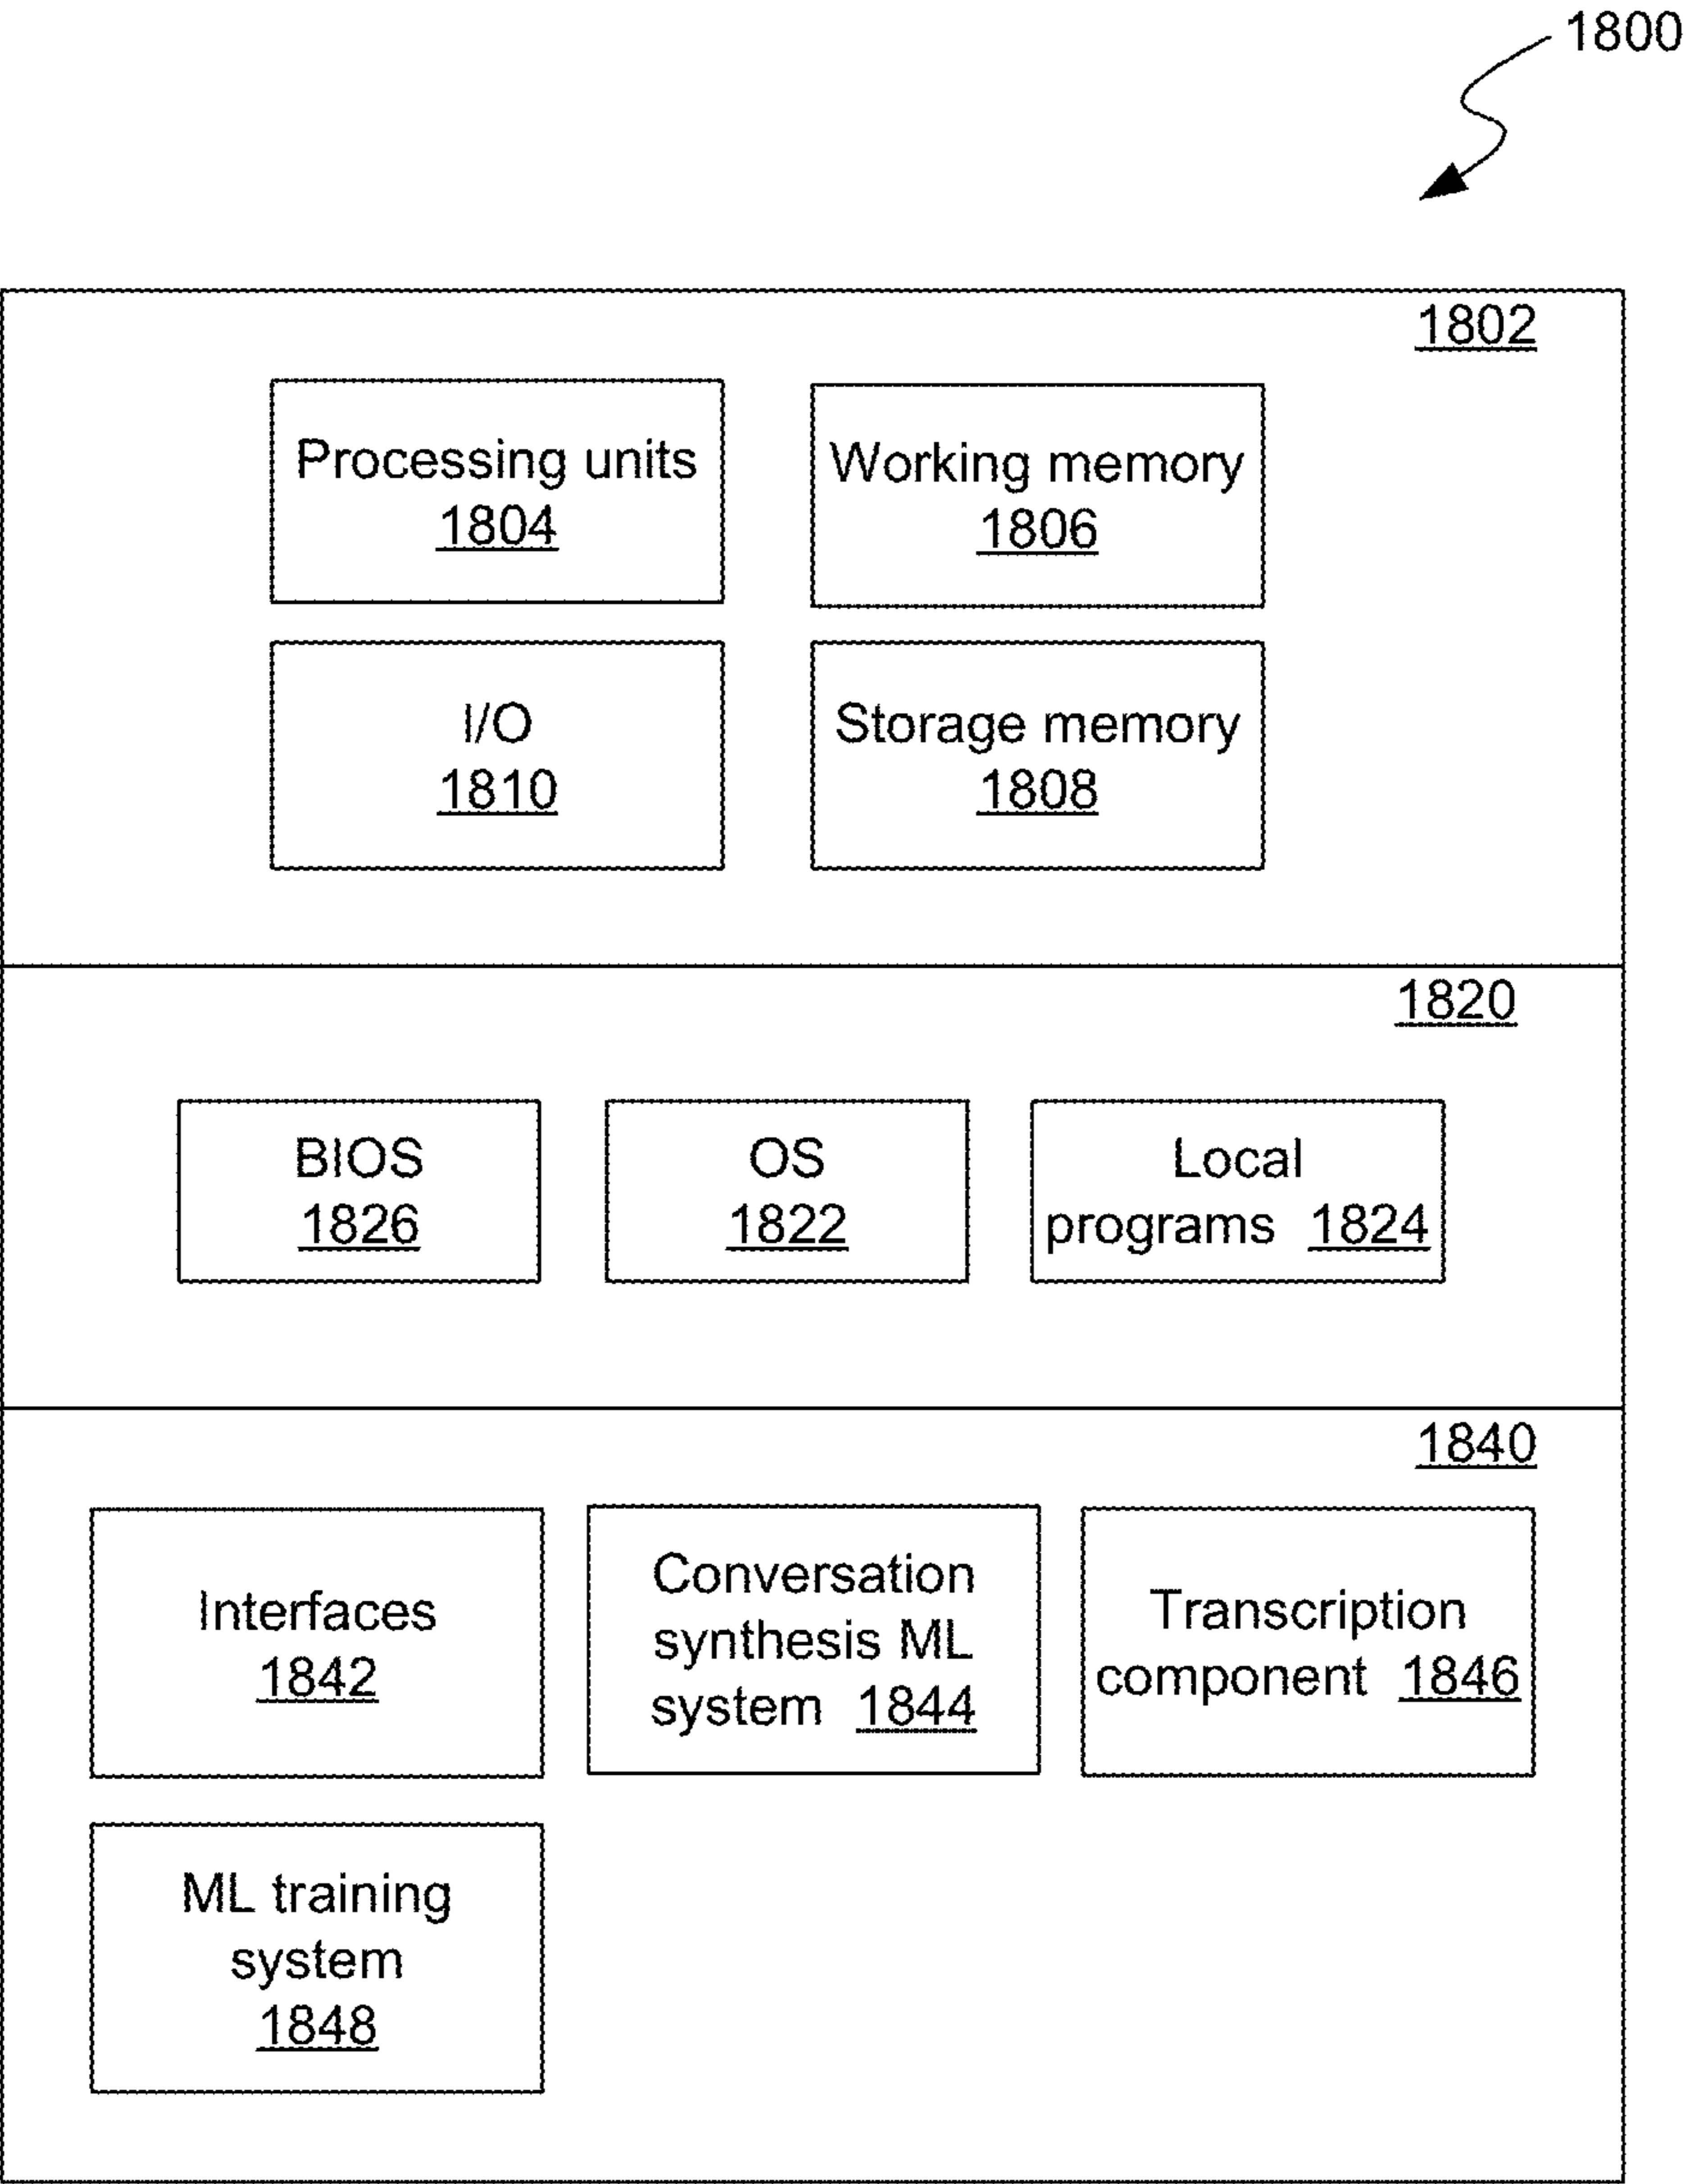 1800
1802
Processing units
1804
Working memory
1806
I/O
1810
Storage memory
1808
1820
BIOS
1826
OS
1822
Local
programs 1824
1840
Interfaces
1842
Conversation
synthesis ML
system 1844
Transcription
component 1846
ML training
system
1848